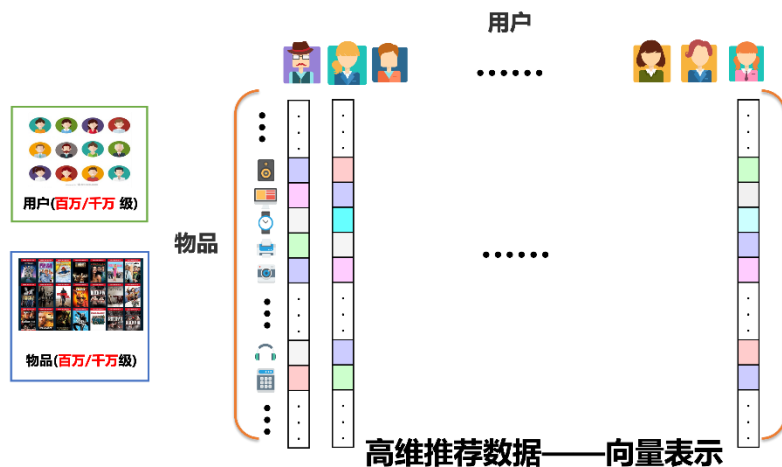 用户
用户(百万/千万 级)
物品
物品(百万/千万级)
高维推荐数据——向量表示